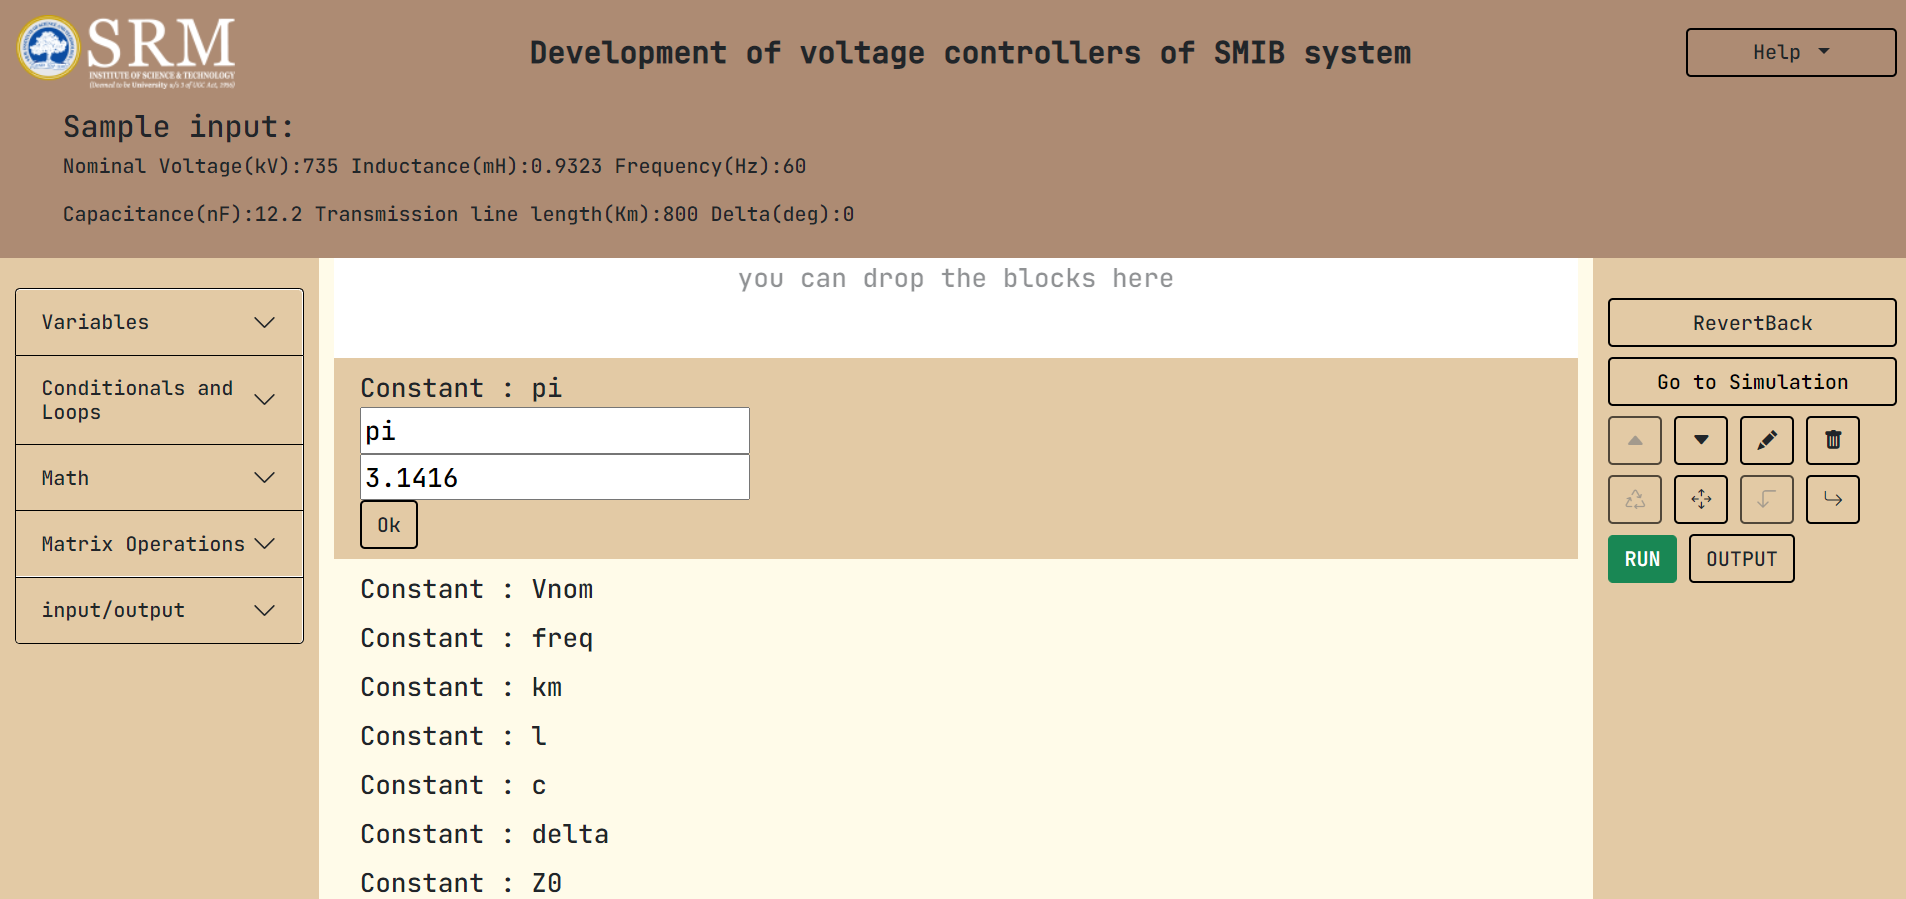 SRM
INSTITUTE OF SCIENCE & TECHNOLOGY
(Deemed to be University u/s 3 of UGC Act, 1956)
Development of voltage controllers of SMIB system
Help
Sample input:
Nominal Voltage(kV):735 Inductance(mH):0.9323 Frequency(Hz):60
Capacitance(nF):12.2 Transmission line length(Km):800 Delta(deg):0
Variables
Conditionals and
Loops
Math
Matrix Operations
input/output
you can drop the blocks here
Constant : pi
pi
3.1416
Ok
Constant : Vnom
Constant : freq
Constant : km
Constant : l
Constant : c
Constant : delta
Constant : Z0
RevertBack
Go to Simulation
RUN
OUTPUT